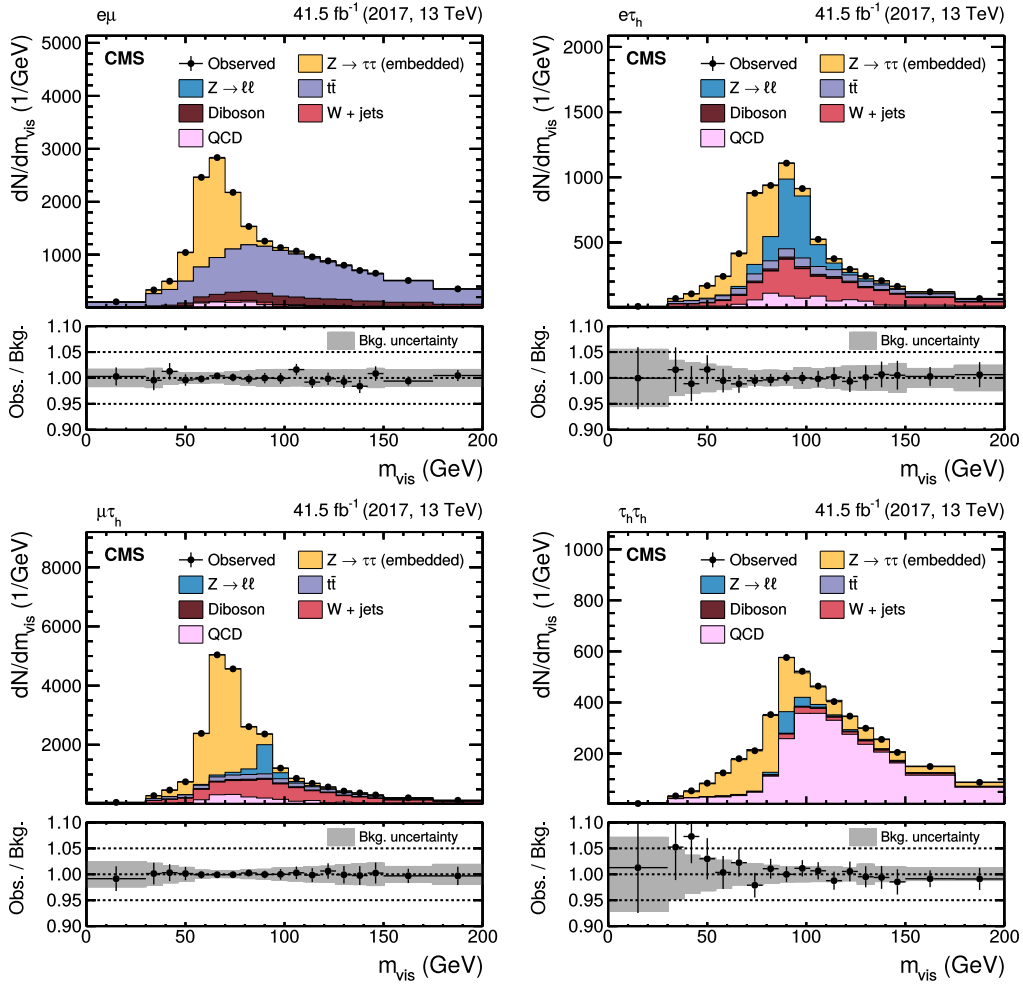 eμ 41.5 fb⁻¹ (2017, 13 TeV)
dN/dm_vis (1/GeV)
5000
4000
3000
2000
1000
CMS
Observed
Z → ττ (embedded)
Z → ℓℓ
tt̄
Diboson
W + jets
QCD
Obs. / Bkg.
1.10
1.05
1.00
0.95
0.90
Bkg. uncertainty
0 50 100 150 200
m_vis (GeV)
eτ_h 41.5 fb⁻¹ (2017, 13 TeV)
dN/dm_vis (1/GeV)
2000
1500
1000
500
CMS
Observed
Z → ττ (embedded)
Z → ℓℓ
tt̄
Diboson
W + jets
QCD
Obs. / Bkg.
1.10
1.05
1.00
0.95
0.90
Bkg. uncertainty
0 50 100 150 200
m_vis (GeV)
μτ_h 41.5 fb⁻¹ (2017, 13 TeV)
dN/dm_vis (1/GeV)
8000
6000
4000
2000
CMS
Observed
Z → ττ (embedded)
Z → ℓℓ
tt̄
Diboson
W + jets
QCD
Obs. / Bkg.
1.10
1.05
1.00
0.95
0.90
Bkg. uncertainty
0 50 100 150 200
m_vis (GeV)
τ_hτ_h 41.5 fb⁻¹ (2017, 13 TeV)
dN/dm_vis (1/GeV)
1000
800
600
400
200
CMS
Observed
Z → ττ (embedded)
Z → ℓℓ
tt̄
Diboson
W + jets
QCD
Obs. / Bkg.
1.10
1.05
1.00
0.95
0.90
Bkg. uncertainty
0 50 100 150 200
m_vis (GeV)